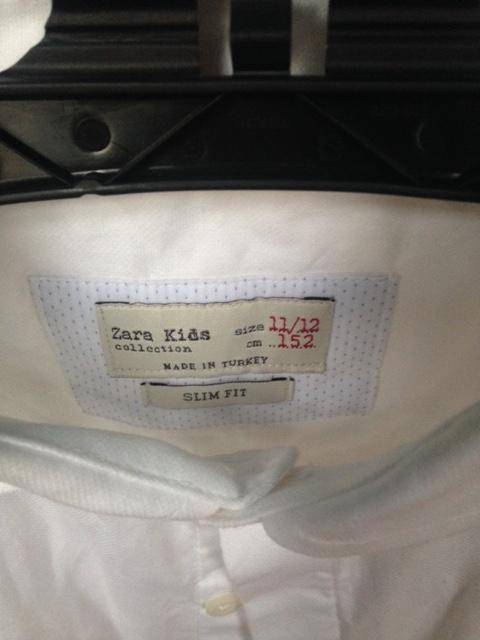 Zara Kids size 11/12
collection cm ..152
MADE IN TURKEY
SLIM FIT